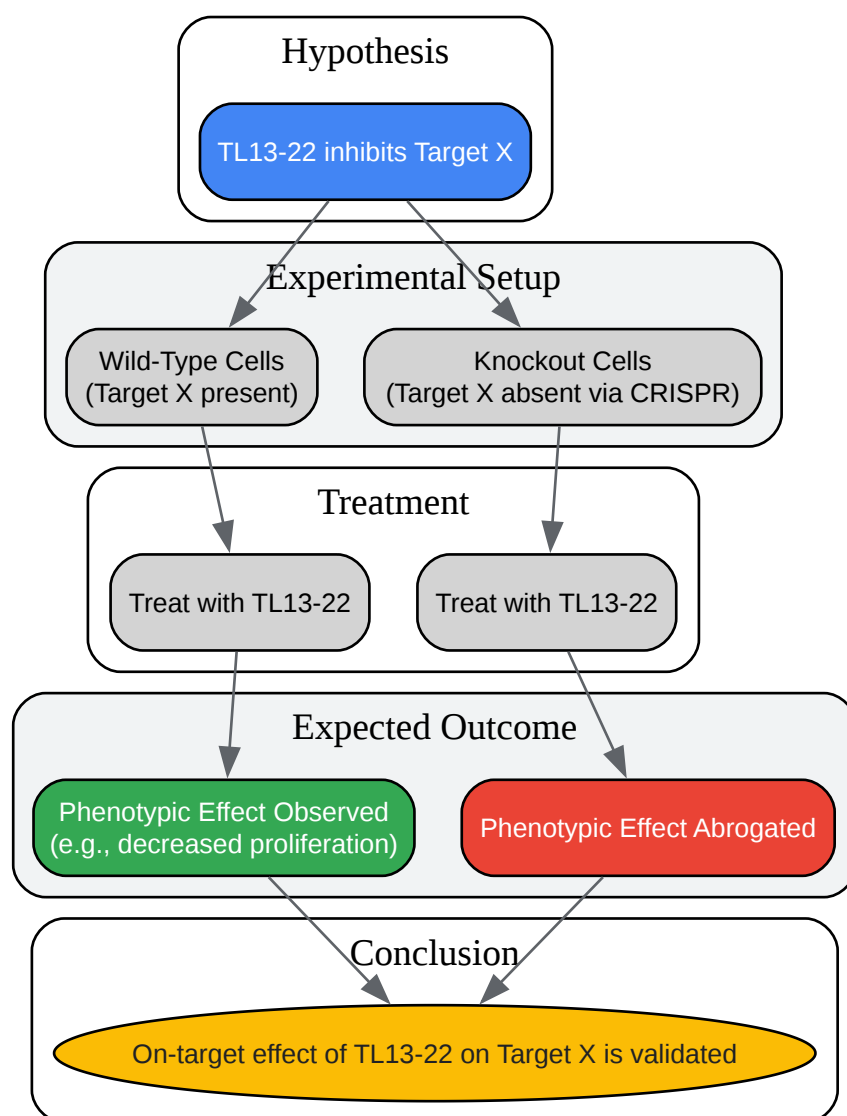 Hypothesis
TL13-22 inhibits Target X
Experimental Setup
Wild-Type Cells
(Target X present)
Knockout Cells
(Target X absent via CRISPR)
Treatment
Treat with TL13-22
Treat with TL13-22
Expected Outcome
Phenotypic Effect Observed
(e.g., decreased proliferation)
Phenotypic Effect Abrogated
Conclusion
On-target effect of TL13-22 on Target X is validated